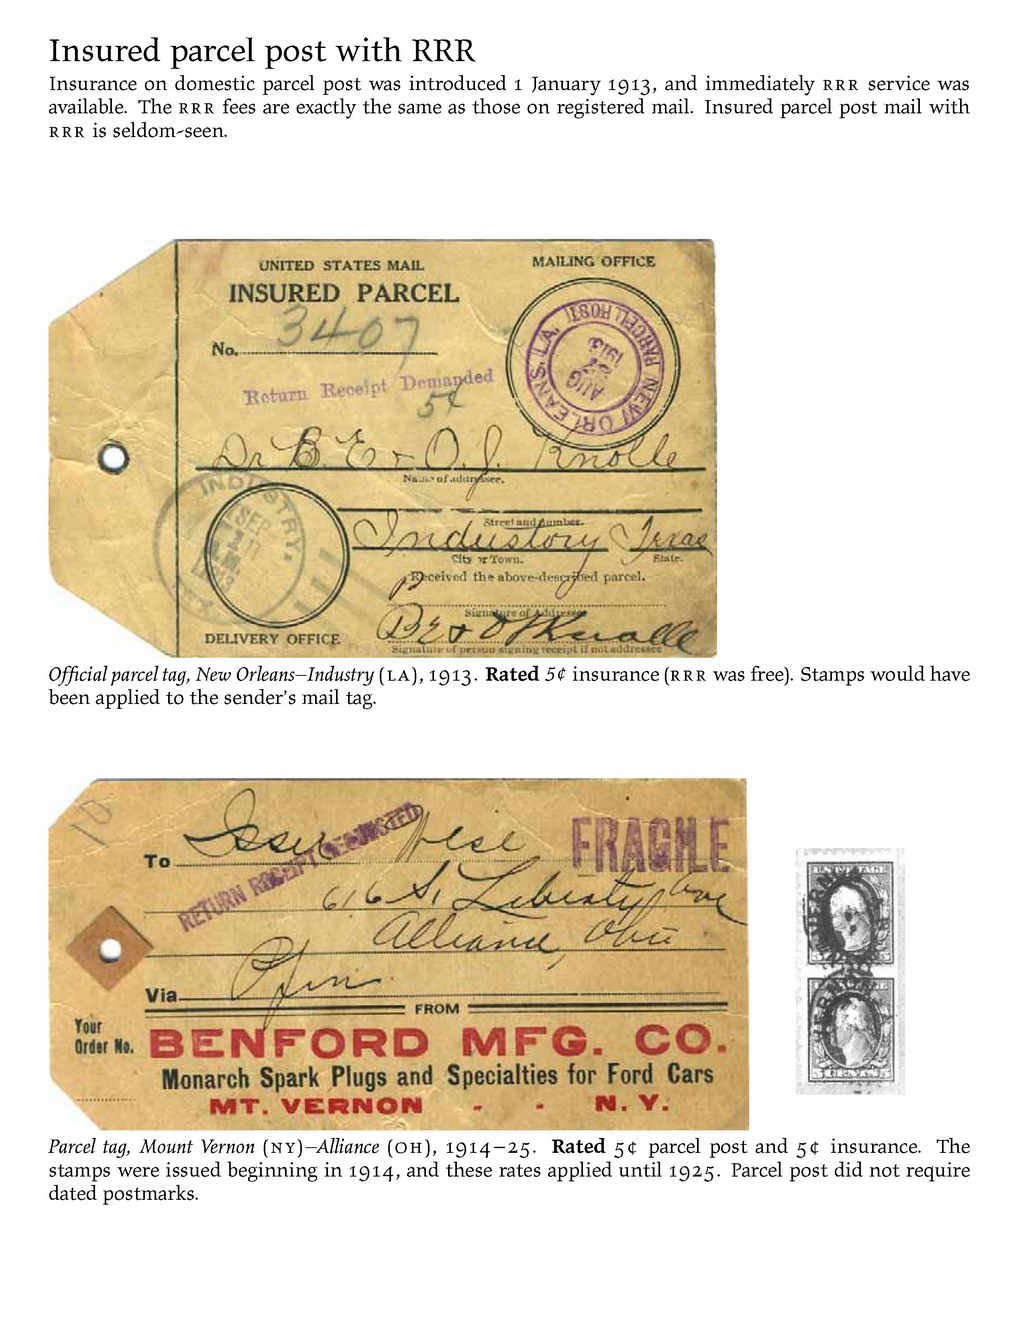 Insured parcel post with RRR
Insurance on domestic parcel post was introduced 1 January 1913, and immediately RRR service was
available. The RRR fees are exactly the same as those on registered mail. Insured parcel post mail with
RRR is seldom-seen.
UNITED STATES MAIL
INSURED PARCEL
No. 3407
MAILING OFFICE
NEW ORLEANS, LA.
AUG
1913
Return Receipt Demanded
5¢
Dr B. E. + O. J. Knolle
Name of addressee.
Street and number.
Industory Texas
City or Town. State.
Received the above-described parcel.
Signature of Addressee
BE + OJ Knolle
Signature of person signing receipt if not addressee
INDUSTRY,
SEP
TEX
DELIVERY OFFICE
Official parcel tag, New Orleans–Industry (LA), 1913. Rated 5¢ insurance (RRR was free). Stamps would have
been applied to the sender's mail tag.
To Wise
RETURN RECEIPT REQUESTED
FRAGILE
616 S. Liberty Ave
Alliance, Ohio
Via
FROM
Your
Order No.
BENFORD MFG. CO.
Monarch Spark Plugs and Specialties for Ford Cars
MT. VERNON - - N. Y.
Parcel tag, Mount Vernon (NY)–Alliance (OH), 1914–25. Rated 5¢ parcel post and 5¢ insurance. The
stamps were issued beginning in 1914, and these rates applied until 1925. Parcel post did not require
dated postmarks.